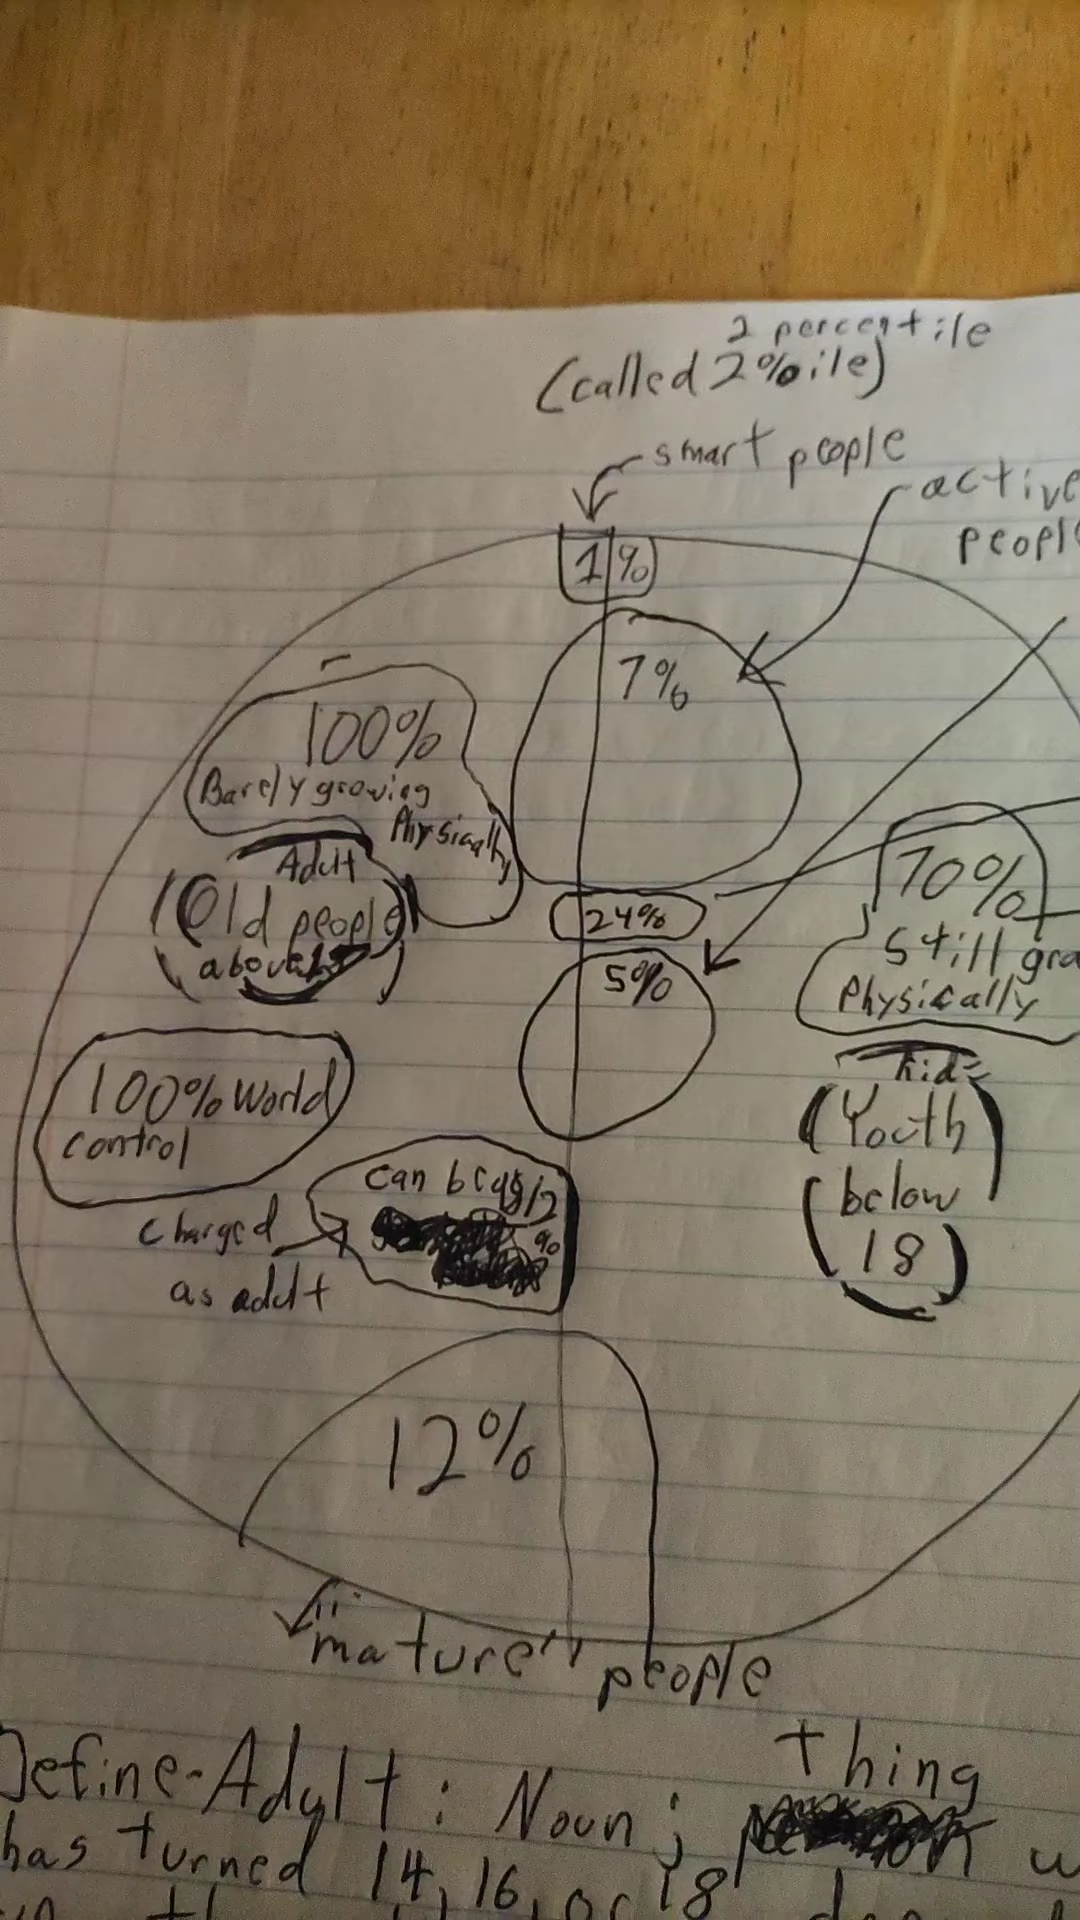 2 percentile
(called 2%ile)
smart people
active
people
1%
7%
100%
Barely growing
Physically
Adult
(Old people
above
24%
5%
70%
Still
Physically
kid=
(Youth)
(below
18)
100% World
control
can be
12
%
charged
as adult
12%
"mature" people
Define-Adult: Noun; thing
has turned 14, 16, or 18